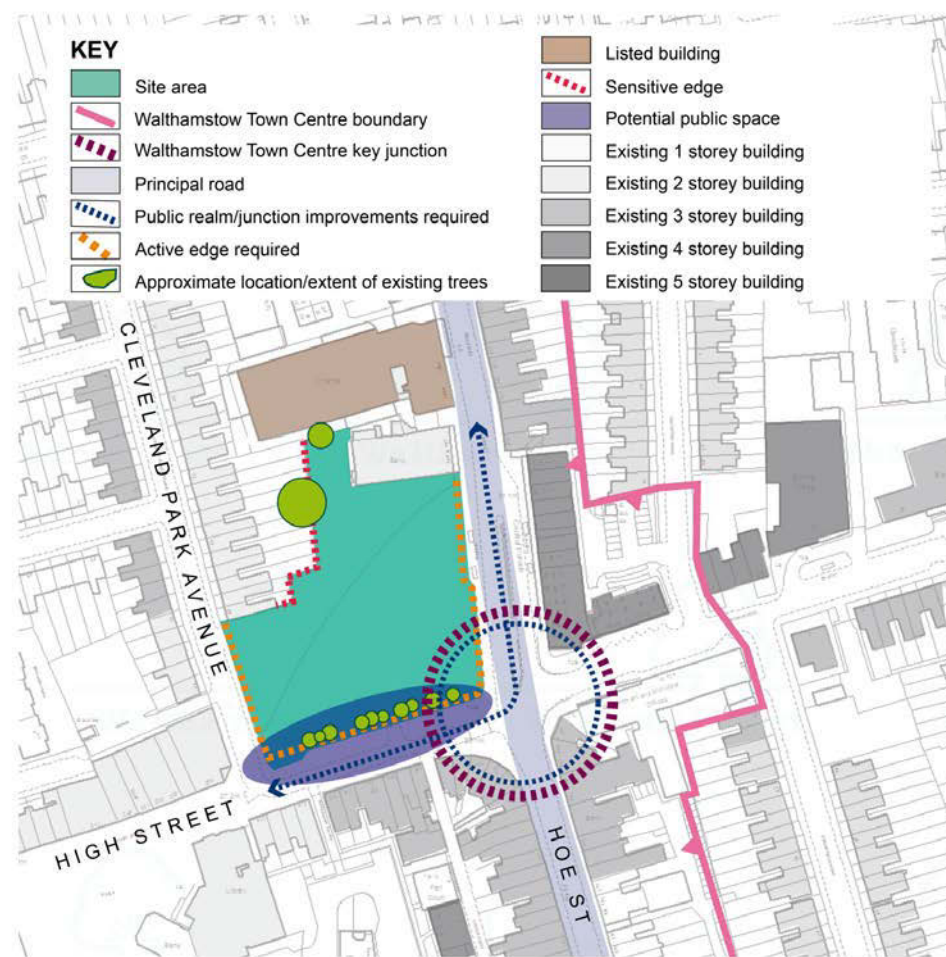 KEY
Site area
Walthamstow Town Centre boundary
Walthamstow Town Centre key junction
Principal road
Public realm/junction improvements required
Active edge required
Approximate location/extent of existing trees
Listed building
Sensitive edge
Potential public space
Existing 1 storey building
Existing 2 storey building
Existing 3 storey building
Existing 4 storey building
Existing 5 storey building
CLEVELAND PARK AVENUE
HIGH STREET
HOE ST